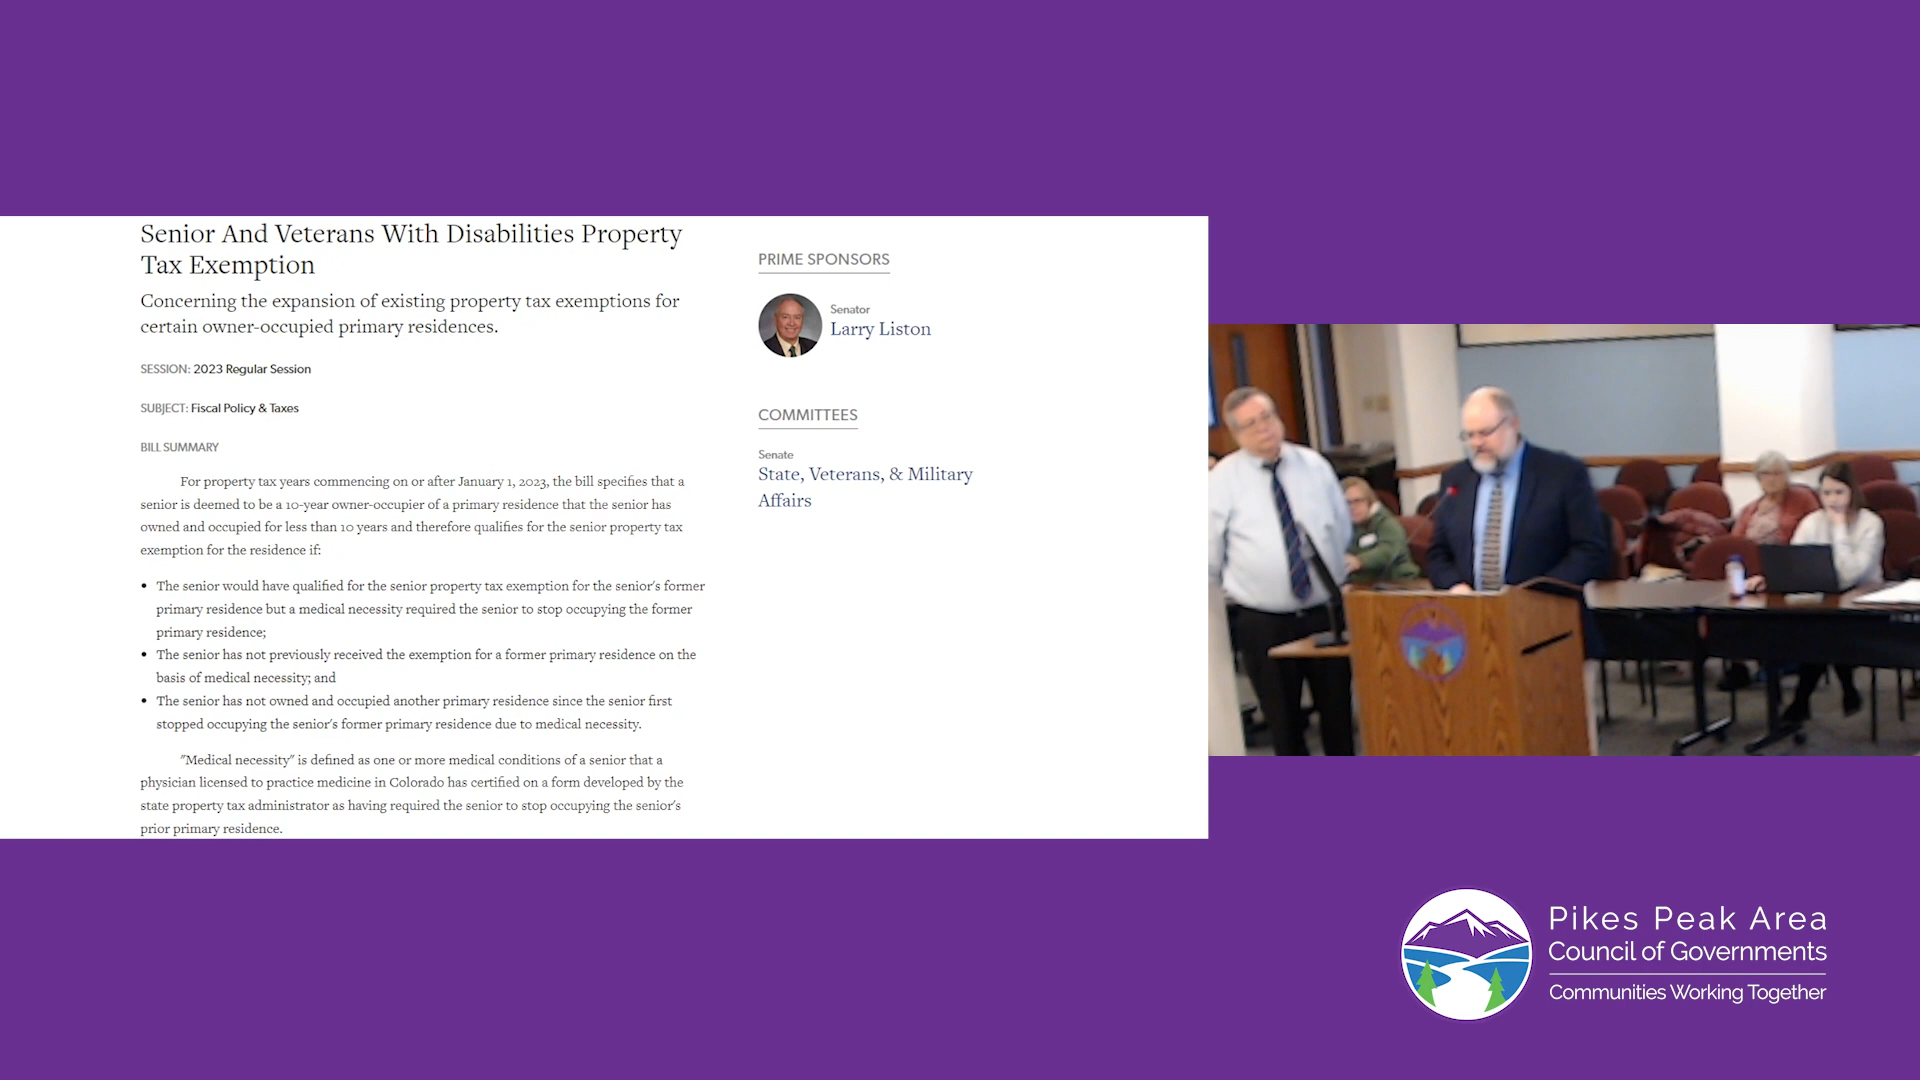 Senior And Veterans With Disabilities Property
Tax Exemption
Concerning the expansion of existing property tax exemptions for
certain owner-occupied primary residences.
SESSION: 2023 Regular Session
SUBJECT: Fiscal Policy & Taxes
BILL SUMMARY
For property tax years commencing on or after January 1, 2023, the bill specifies that a
senior is deemed to be a 10-year owner-occupier of a primary residence that the senior has
owned and occupied for less than 10 years and therefore qualifies for the senior property tax
exemption for the residence if:
• The senior would have qualified for the senior property tax exemption for the senior's former
primary residence but a medical necessity required the senior to stop occupying the former
primary residence;
• The senior has not previously received the exemption for a former primary residence on the
basis of medical necessity; and
• The senior has not owned and occupied another primary residence since the senior first
stopped occupying the senior's former primary residence due to medical necessity.
"Medical necessity" is defined as one or more medical conditions of a senior that a
physician licensed to practice medicine in Colorado has certified on a form developed by the
state property tax administrator as having required the senior to stop occupying the senior's
prior primary residence.
PRIME SPONSORS
Senator
Larry Liston
COMMITTEES
Senate
State, Veterans, & Military
Affairs
Pikes Peak Area
Council of Governments
Communities Working Together